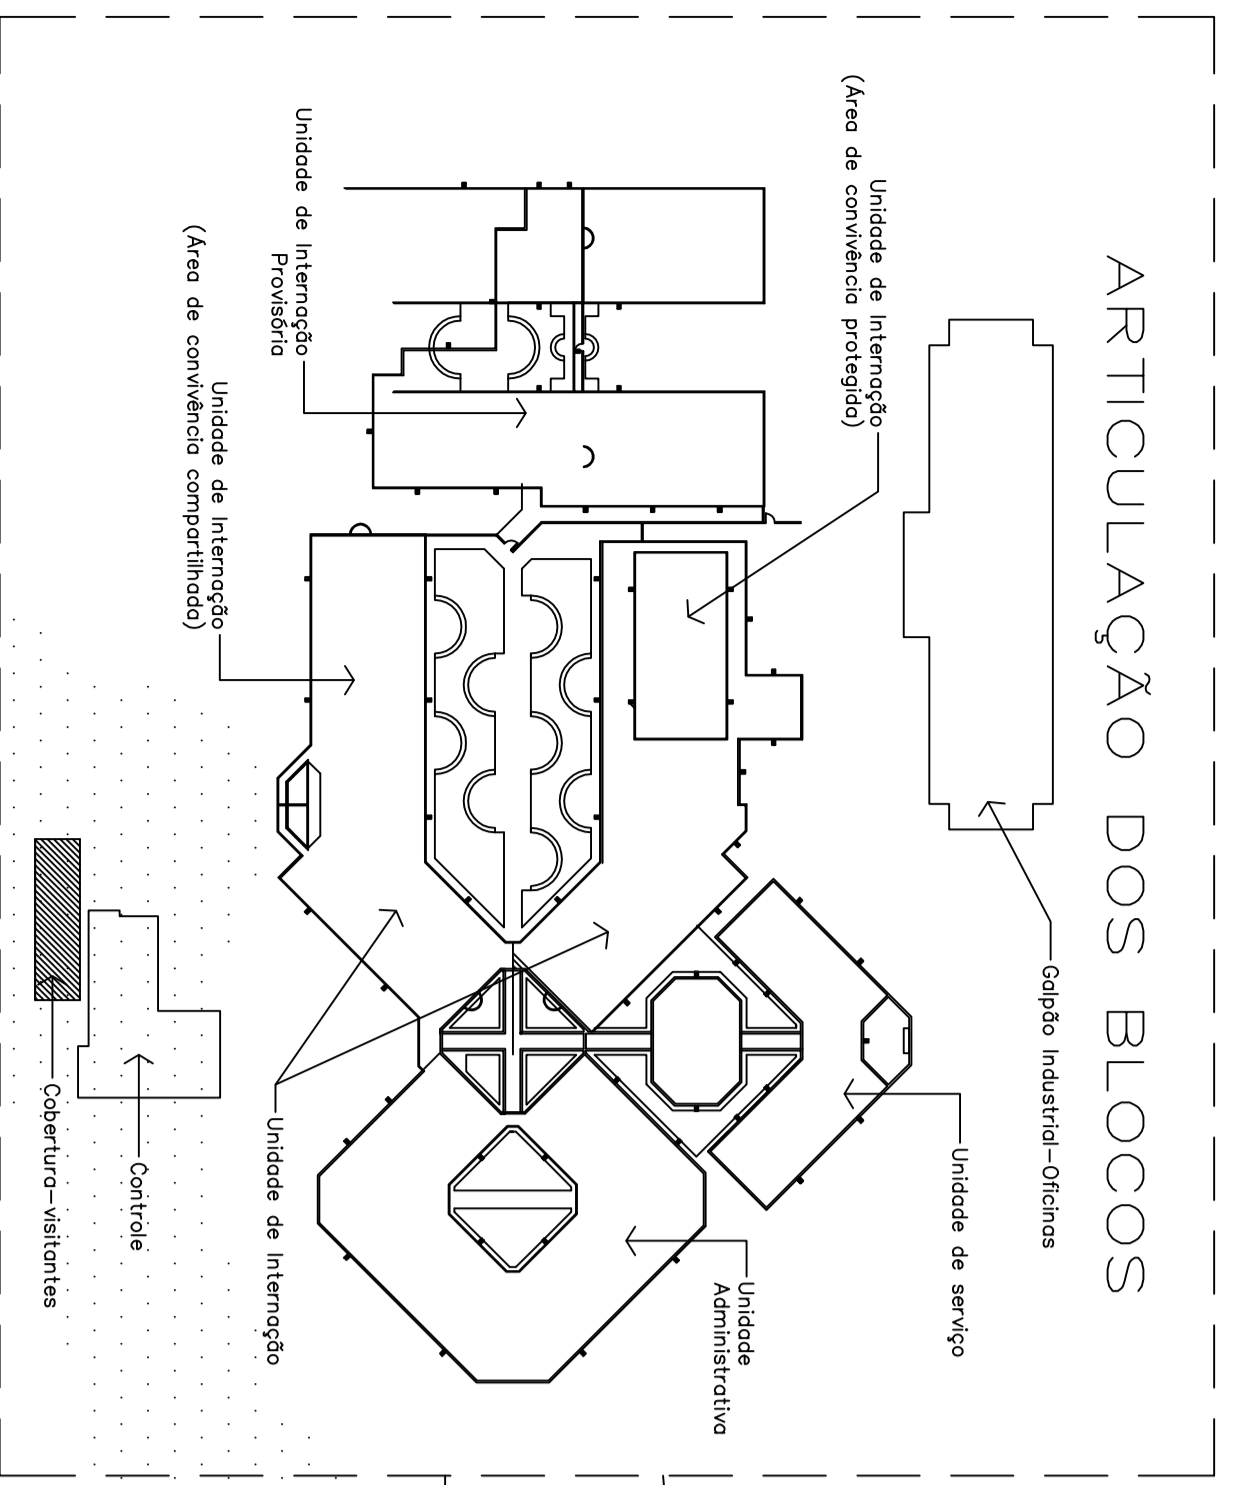 ARTICULAÇÃO DOS BLOCOS
Galpão Industrial-Oficinas
Unidade de serviço
Unidade de Internação
(Área de convivência protegida)
Unidade
Administrativa
Unidade de Internação
Provisória
Unidade de Internação
Unidade de Internação
(Área de convivência compartilhada)
Controle
Cobertura-visitantes